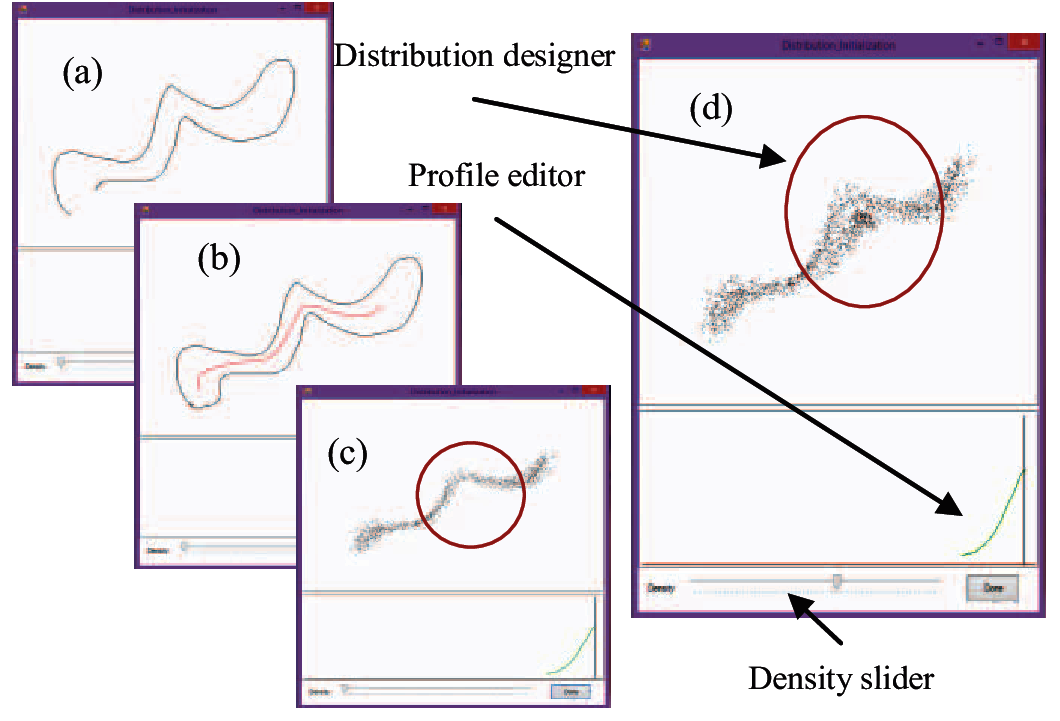 Distribution_Initialization
(a)
Density
Distribution_Initialization
(b)
Density
Distribution_Initialization
(c)
Density
Done
Distribution designer
Profile editor
Distribution_Initialization
(d)
Density
Done
Density slider